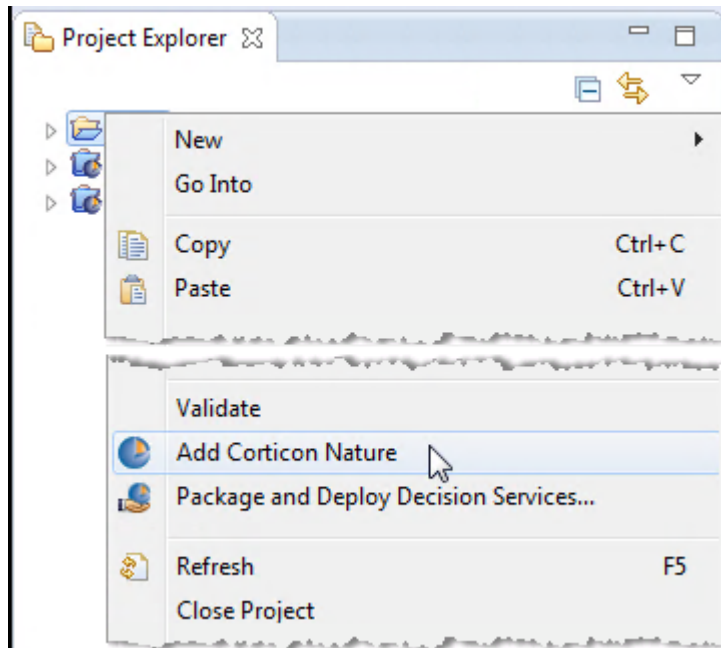 Project Explorer
New
Go Into
Copy Ctrl+C
Paste Ctrl+V
Validate
Add Corticon Nature
Package and Deploy Decision Services...
Refresh F5
Close Project